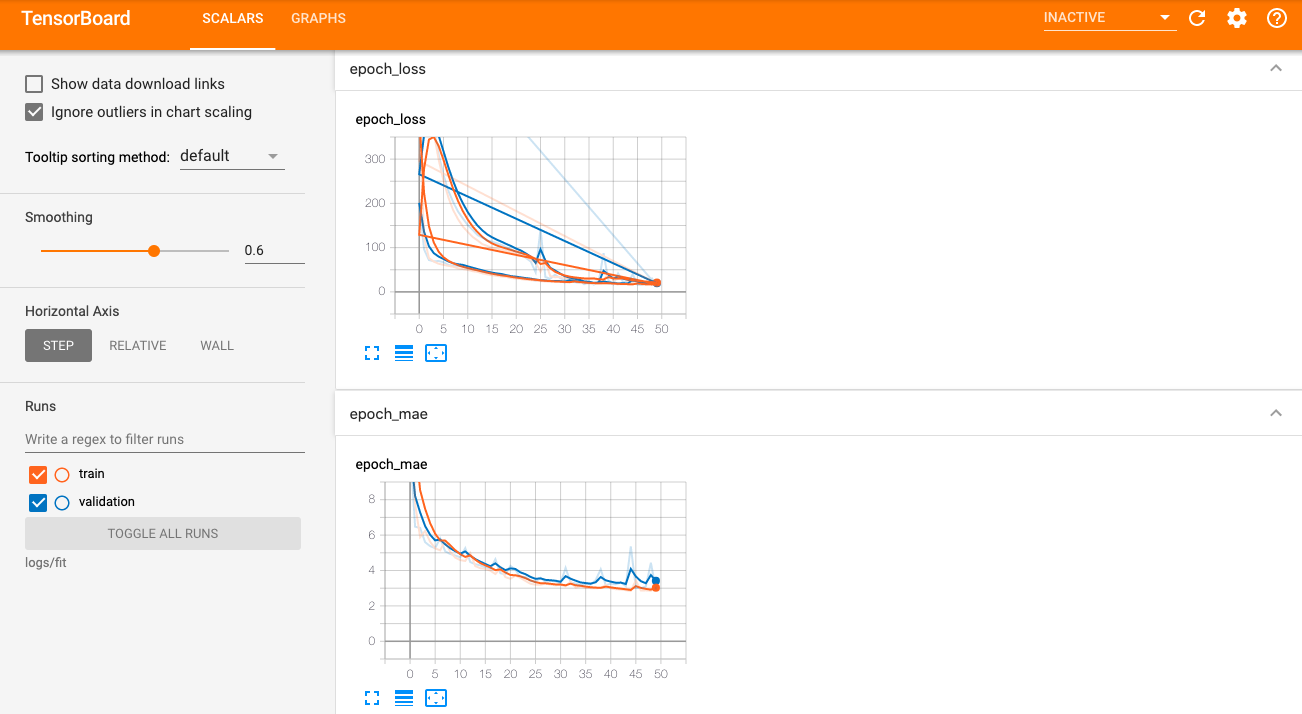 TensorBoard SCALARS GRAPHS INACTIVE
Show data download links
Ignore outliers in chart scaling
Tooltip sorting method: default
Smoothing
0.6
Horizontal Axis
STEP RELATIVE WALL
Runs
Write a regex to filter runs
train
validation
TOGGLE ALL RUNS
logs/fit
epoch_loss
epoch_loss
300
200
100
0
0 5 10 15 20 25 30 35 40 45 50
epoch_mae
epoch_mae
8
6
4
2
0
0 5 10 15 20 25 30 35 40 45 50